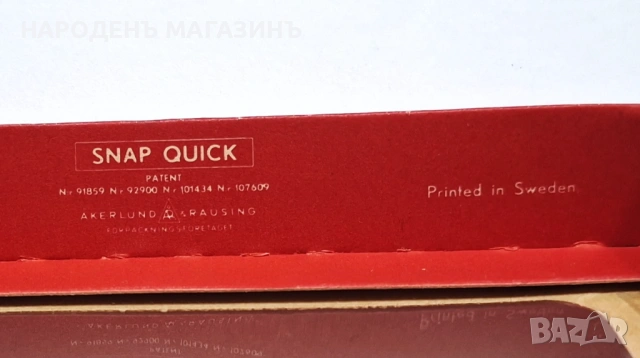 НАРОДЕНЪ МАГАЗИНЪ
SNAP QUICK
PATENT
Nr 91859 Nr 92900 Nr 101434 Nr 107609
AKERLUND & RAUSING
FÖRPACKNINGSFÖRETAGET
Printed in Sweden
bazar